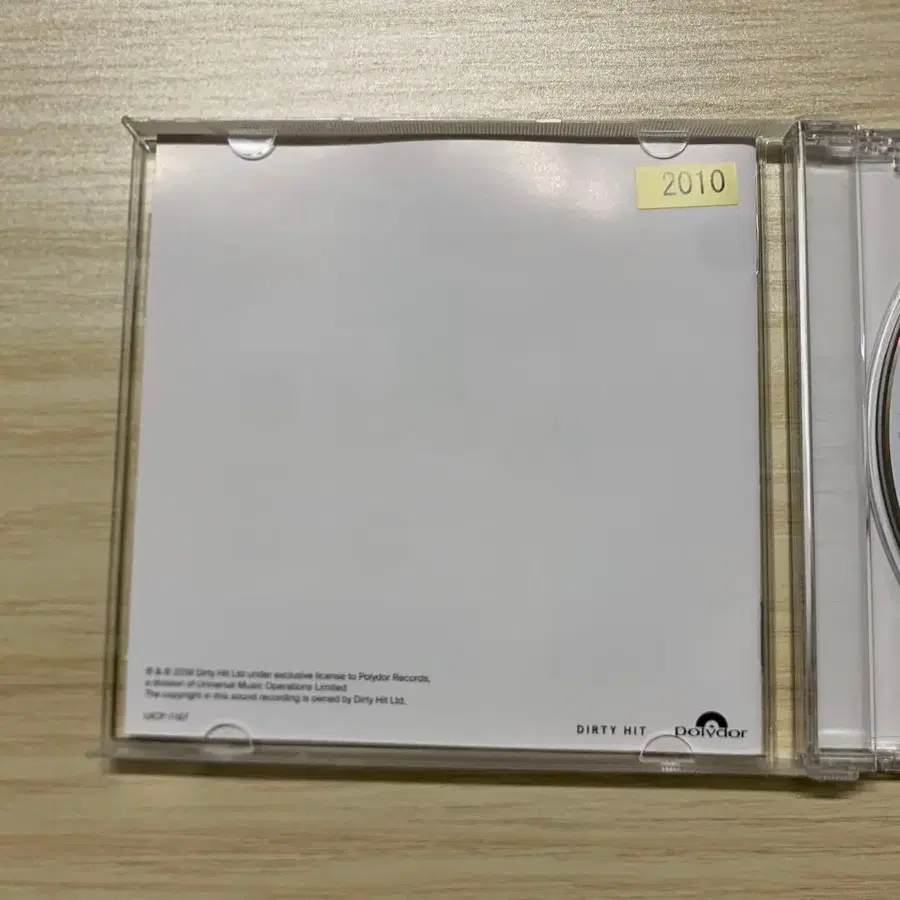 2010
℗ & © 2018 Dirty Hit Ltd under exclusive license to Polydor Records,
a division of Universal Music Operations Limited.
The copyright in this sound recording is owned by Dirty Hit Ltd.
DIRTY HIT
polydor